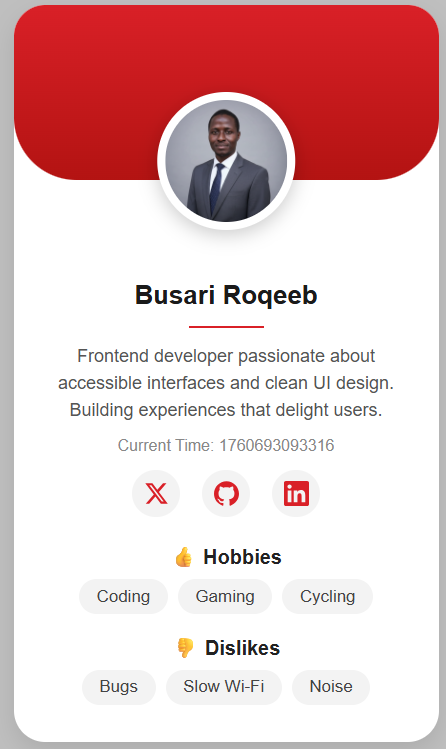 Busari Roqeeb
Frontend developer passionate about
accessible interfaces and clean UI design.
Building experiences that delight users.
Current Time: 1760693093316
👍 Hobbies
Coding Gaming Cycling
👎 Dislikes
Bugs Slow Wi-Fi Noise